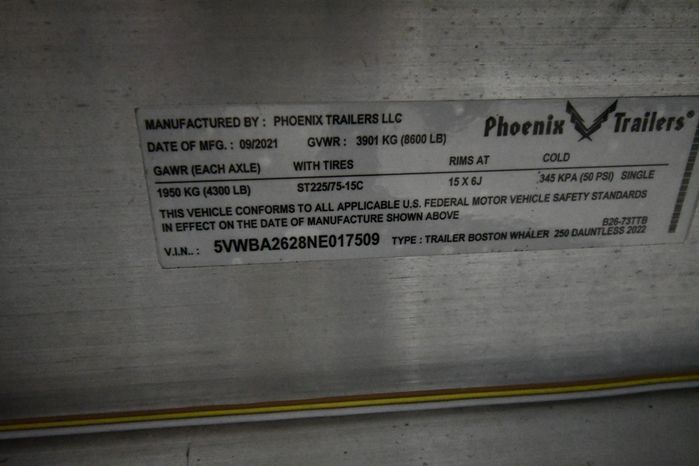 MANUFACTURED BY : PHOENIX TRAILERS LLC
Phoenix Trailers®
DATE OF MFG. : 09/2021 GVWR : 3901 KG (8600 LB)
GAWR (EACH AXLE) WITH TIRES RIMS AT COLD
1950 KG (4300 LB) ST225/75-15C 15 X 6J 345 KPA (50 PSI) SINGLE
THIS VEHICLE CONFORMS TO ALL APPLICABLE U.S. FEDERAL MOTOR VEHICLE SAFETY STANDARDS
IN EFFECT ON THE DATE OF MANUFACTURE SHOWN ABOVE
B26-73TTB
V.I.N.. : 5VWBA2628NE017509 TYPE : TRAILER BOSTON WHALER 250 DAUNTLESS 2022